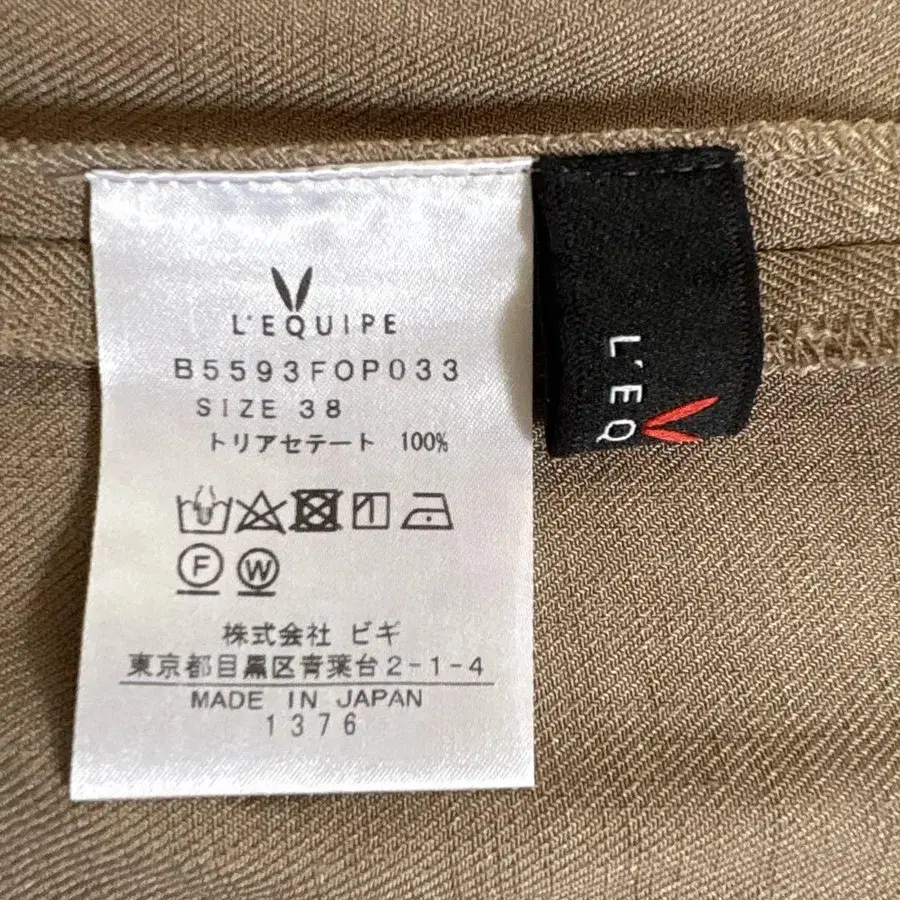 L'EQUIPE
B5593FOP033
SIZE 38
トリアセテート 100%
F W
株式会社 ビギ
東京都目黒区青葉台2-1-4
MADE IN JAPAN
1376
L'EQ